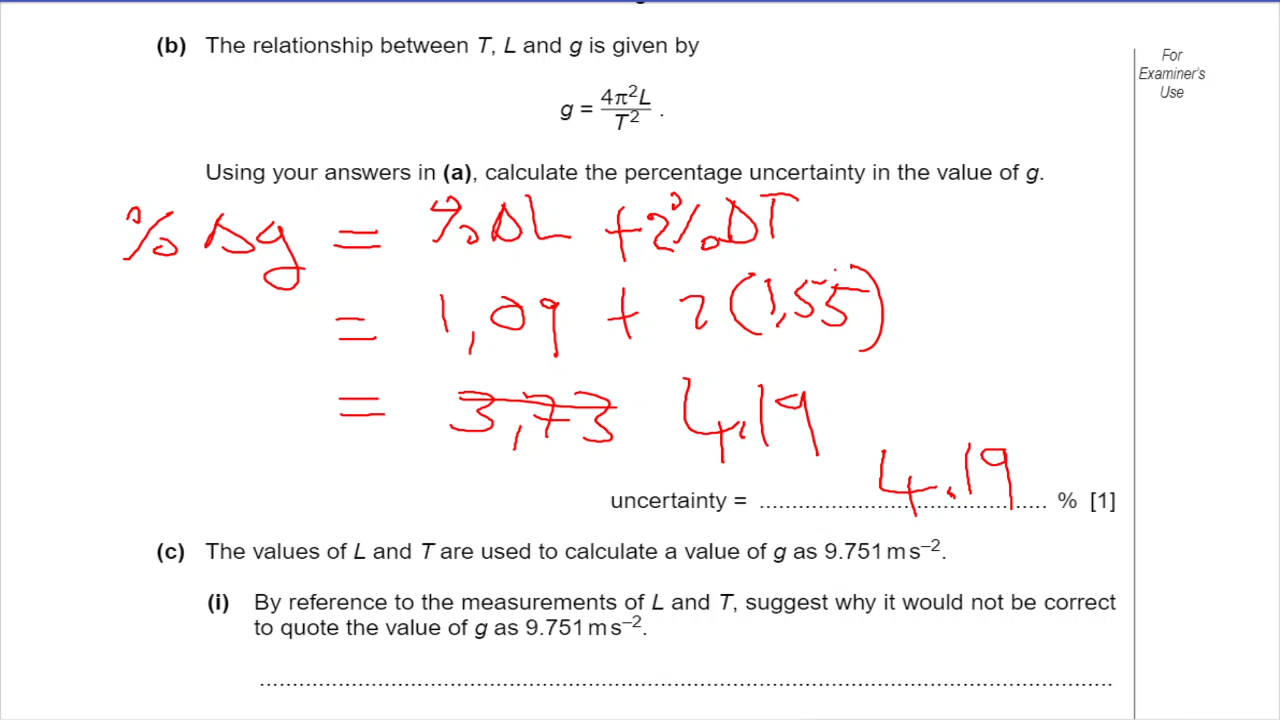 For
Examiner's
Use
(b) The relationship between T, L and g is given by
g = 4π²L / T² .
Using your answers in (a), calculate the percentage uncertainty in the value of g.
% Δg = % ΔL + 2 % ΔT
= 1,09 + 2 (1,55)
= 3,73 4.19
uncertainty = .......... 4.19 .......... % [1]
(c) The values of L and T are used to calculate a value of g as 9.751 m s⁻².
(i) By reference to the measurements of L and T, suggest why it would not be correct
to quote the value of g as 9.751 m s⁻².